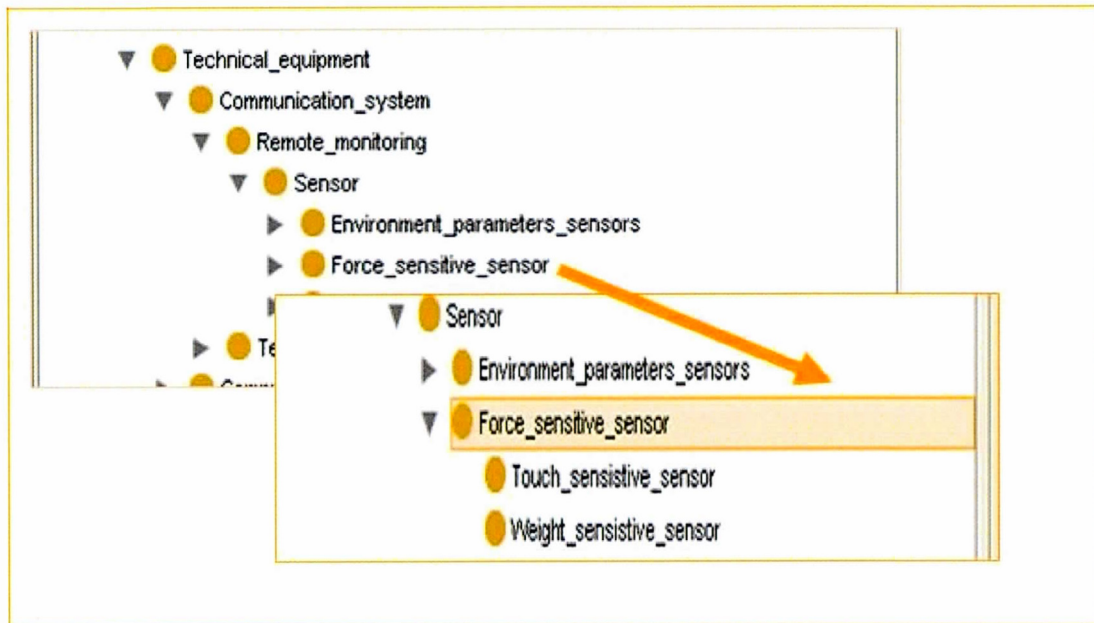 Technical_equipment
Communication_system
Remote_monitoring
Sensor
Environment_parameters_sensors
Force_sensitive_sensor
Sensor
Environment_parameters_sensors
Force_sensitive_sensor
Touch_sensistive_sensor
Weight_sensistive_sensor